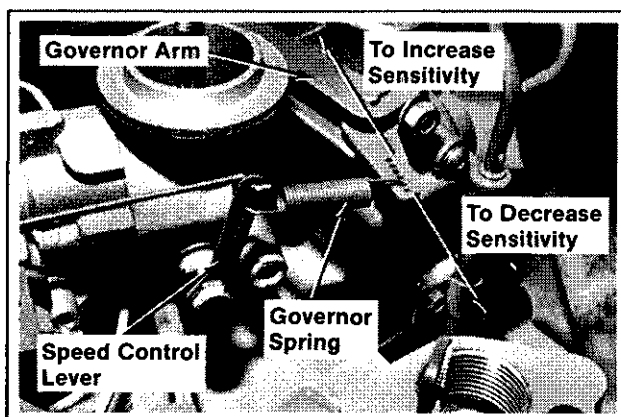 Governor Arm
To Increase
Sensitivity
To Decrease
Sensitivity
Governor
Spring
Speed Control
Lever